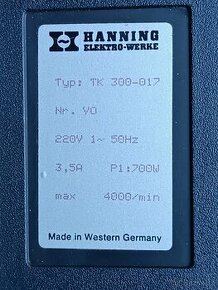 HANNING
ELEKTRO-WERKE
Typ: TK 300-017
Nr. YO
220V 1~ 50Hz
3,5A P1:700W
max 4000/min
Made in Western Germany